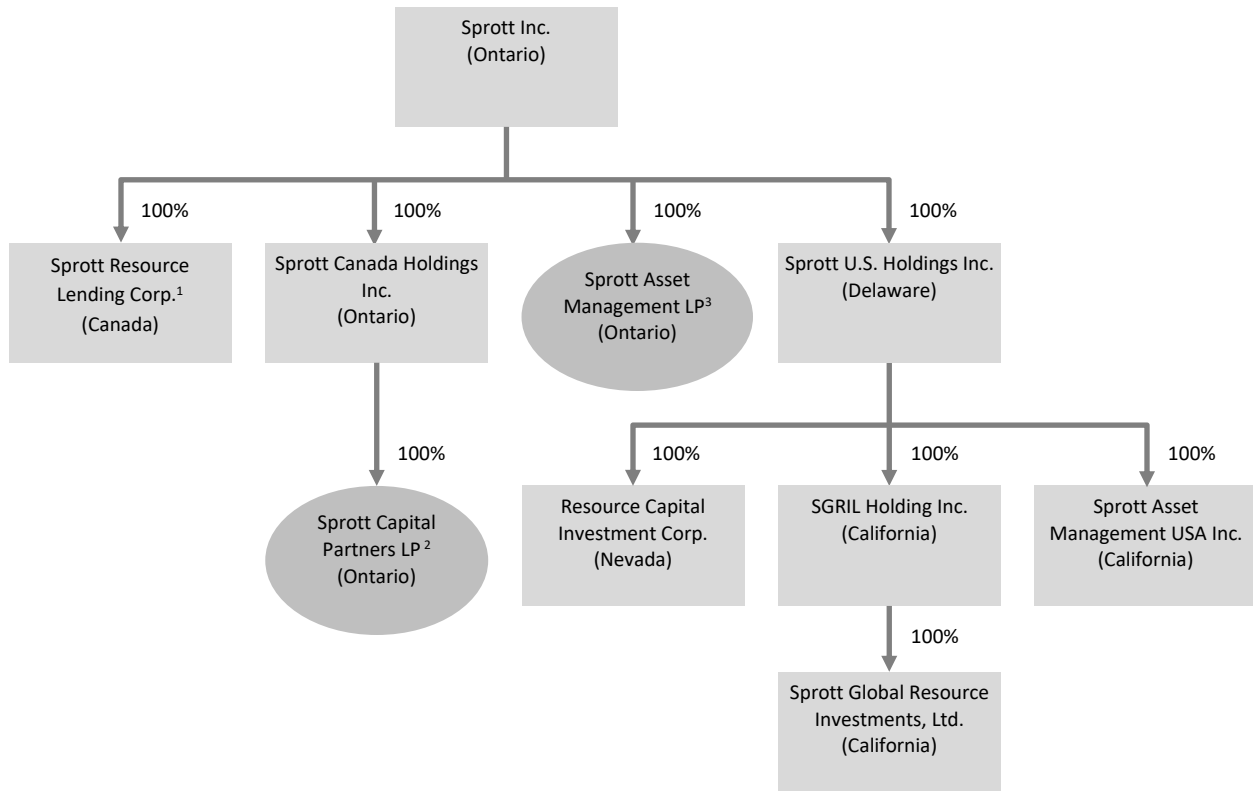 Sprott Inc.
(Ontario)
100%
100%
100%
100%
Sprott Resource
Lending Corp.¹
(Canada)
Sprott Canada Holdings
Inc.
(Ontario)
Sprott Asset
Management LP³
(Ontario)
Sprott U.S. Holdings Inc.
(Delaware)
100%
100%
100%
100%
Sprott Capital
Partners LP ²
(Ontario)
Resource Capital
Investment Corp.
(Nevada)
SGRIL Holding Inc.
(California)
Sprott Asset
Management USA Inc.
(California)
100%
Sprott Global Resource
Investments, Ltd.
(California)